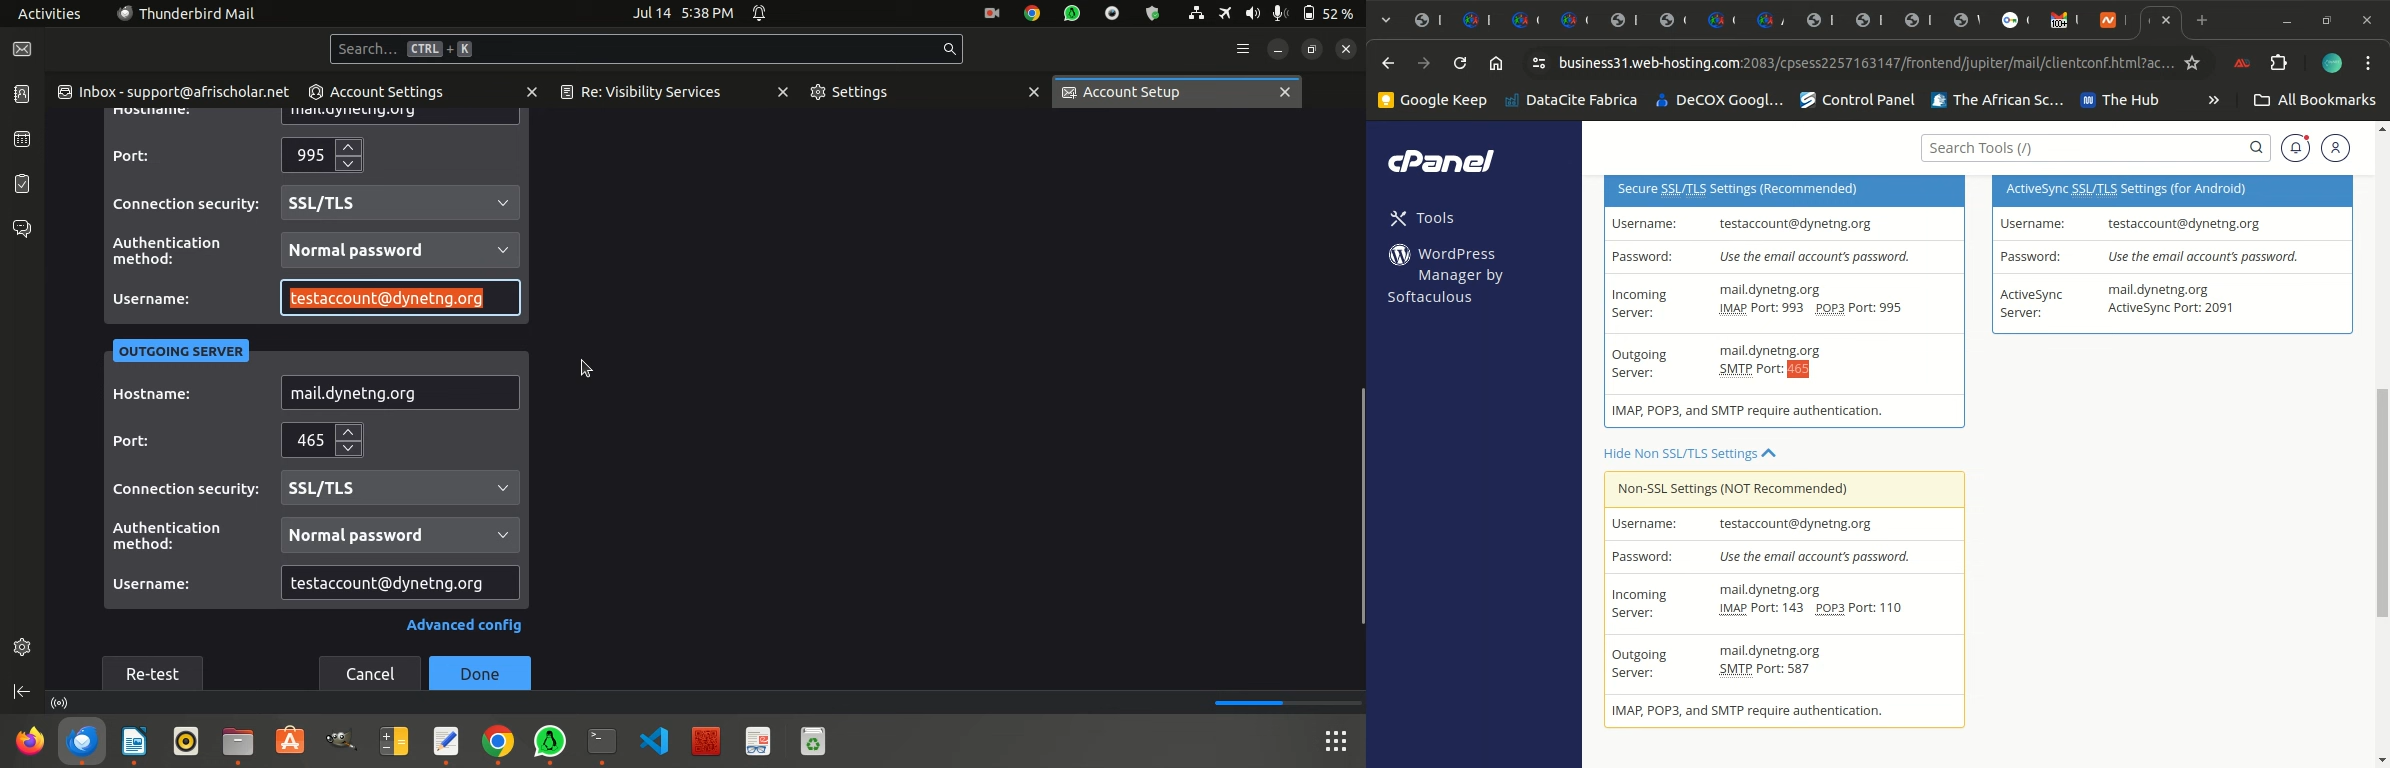 Activities
Thunderbird Mail
Jul 14 5:38 PM
52 %
Search... CTRL + K
Inbox - support@afrischolar.net
Account Settings
Re: Visibility Services
Settings
Account Setup
Hostname: mail.dynetng.org
Port: 995
Connection security: SSL/TLS
Authentication
method:
Normal password
Username: testaccount@dynetng.org
OUTGOING SERVER
Hostname: mail.dynetng.org
Port: 465
Connection security: SSL/TLS
Authentication
method:
Normal password
Username: testaccount@dynetng.org
Advanced config
Re-test
Cancel
Done
business31.web-hosting.com:2083/cpsess2257163147/frontend/jupiter/mail/clientconf.html?ac...
Google Keep
DataCite Fabrica
DeCOX Googl...
Control Panel
The African Sc...
The Hub
»
All Bookmarks
cPanel
Tools
WordPress
Manager by
Softaculous
Search Tools (/)
Secure SSL/TLS Settings (Recommended)
Username: testaccount@dynetng.org
Password: Use the email account's password.
Incoming
Server:
mail.dynetng.org
IMAP Port: 993 POP3 Port: 995
Outgoing
Server:
mail.dynetng.org
SMTP Port: 465
IMAP, POP3, and SMTP require authentication.
ActiveSync SSL/TLS Settings (for Android)
Username: testaccount@dynetng.org
Password: Use the email account's password.
ActiveSync
Server:
mail.dynetng.org
ActiveSync Port: 2091
Hide Non SSL/TLS Settings
Non-SSL Settings (NOT Recommended)
Username: testaccount@dynetng.org
Password: Use the email account's password.
Incoming
Server:
mail.dynetng.org
IMAP Port: 143 POP3 Port: 110
Outgoing
Server:
mail.dynetng.org
SMTP Port: 587
IMAP, POP3, and SMTP require authentication.